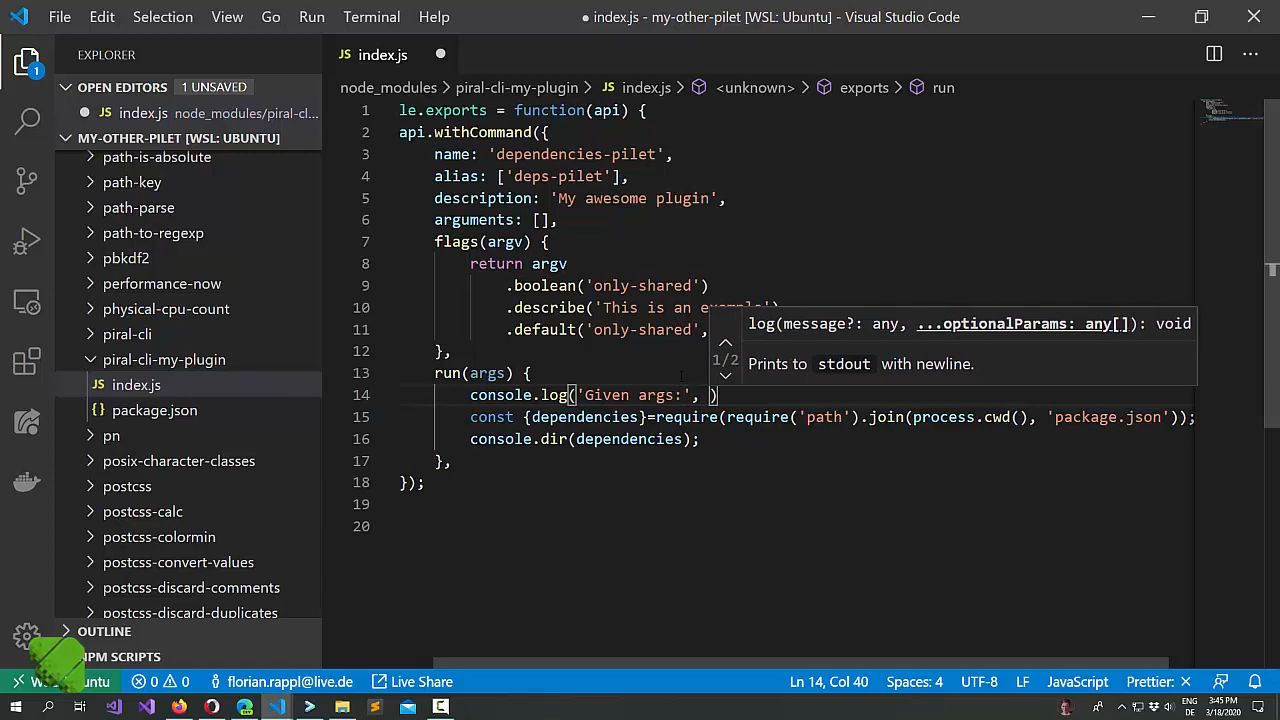 File Edit Selection View Go Run Terminal Help
● index.js - my-other-pilet [WSL: Ubuntu] - Visual Studio Code
EXPLORER
JS index.js
OPEN EDITORS 1 UNSAVED
JS index.js node_modules/piral-cl...
MY-OTHER-PILET [WSL: UBUNTU]
path-is-absolute
path-key
path-parse
path-to-regexp
pbkdf2
performance-now
physical-cpu-count
piral-cli
piral-cli-my-plugin
JS index.js
{} package.json
pn
posix-character-classes
postcss
postcss-calc
postcss-colormin
postcss-convert-values
postcss-discard-comments
postcss-discard-duplicates
OUTLINE
NPM SCRIPTS
1
node_modules > piral-cli-my-plugin > JS index.js > <unknown> > exports > run
1 le.exports = function(api) {
2 api.withCommand({
3 name: 'dependencies-pilet',
4 alias: ['deps-pilet'],
5 description: 'My awesome plugin',
6 arguments: [],
7 flags(argv) {
8 return argv
9 .boolean('only-shared')
10 .describe('This is an example')
11 .default('only-shared',
12 },
13 run(args) {
14 console.log('Given args:', )
15 const {dependencies}=require(require('path').join(process.cwd(), 'package.json'));
16 console.dir(dependencies);
17 },
18 });
19
20
log(message?: any, ...optionalParams: any[]): void
1/2
Prints to stdout with newline.
0 0 florian.rappl@live.de Live Share Ln 14, Col 40 Spaces: 4 UTF-8 LF JavaScript Prettier: ×
ENG
DE
3:45 PM
3/18/2020